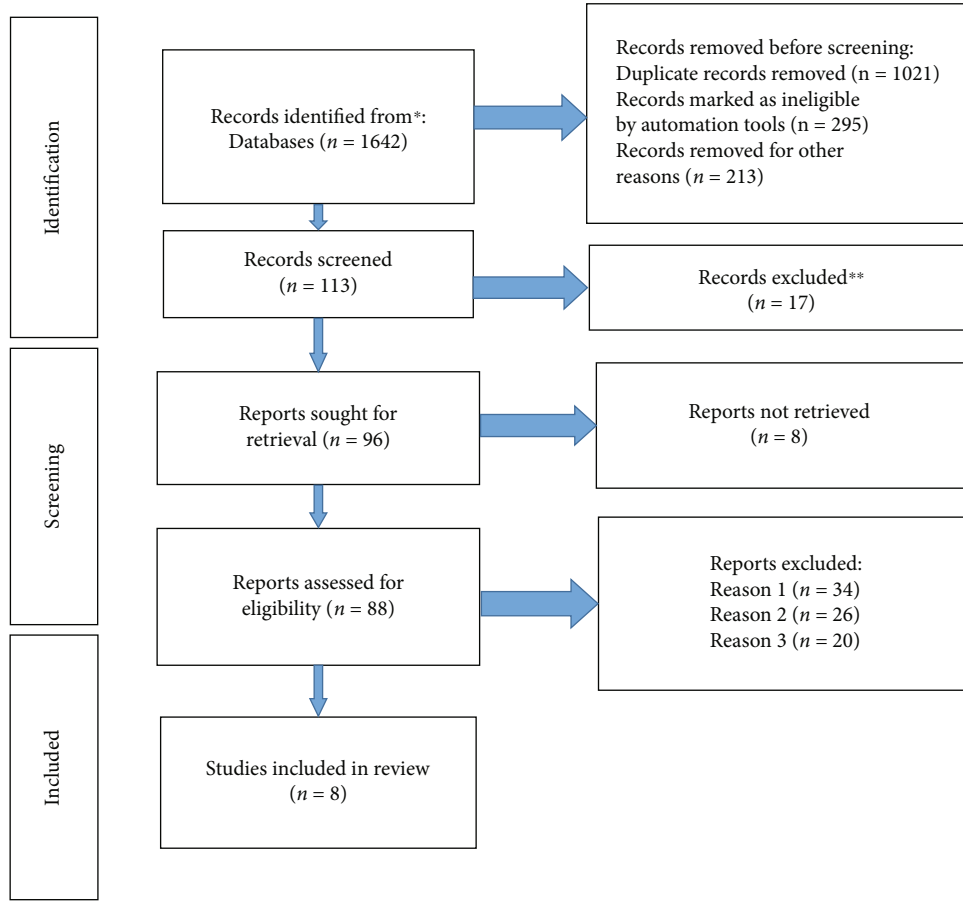 Identification
Records identified from*:
Databases (n = 1642)
Records removed before screening:
Duplicate records removed (n = 1021)
Records marked as ineligible
by automation tools (n = 295)
Records removed for other
reasons (n = 213)
Records screened
(n = 113)
Records excluded**
(n = 17)
Screening
Reports sought for
retrieval (n = 96)
Reports not retrieved
(n = 8)
Reports assessed for
eligibility (n = 88)
Reports excluded:
Reason 1 (n = 34)
Reason 2 (n = 26)
Reason 3 (n = 20)
Included
Studies included in review
(n = 8)